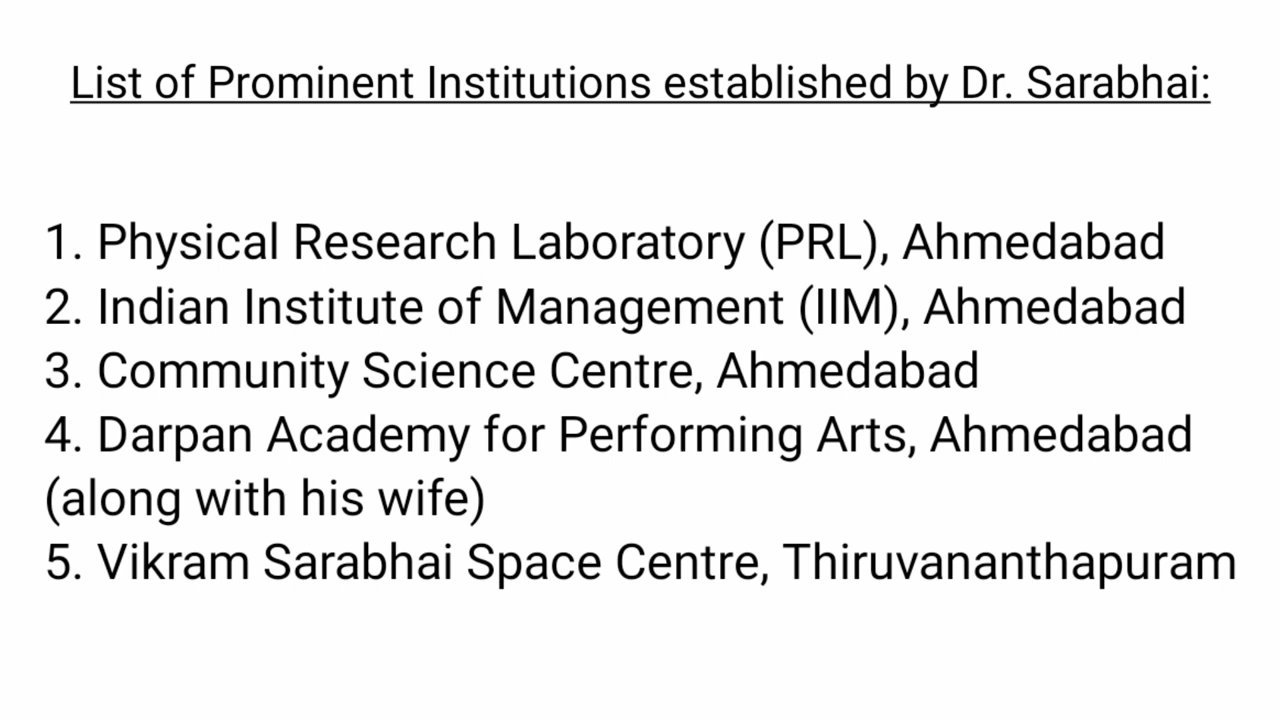 List of Prominent Institutions established by Dr. Sarabhai:
1. Physical Research Laboratory (PRL), Ahmedabad
2. Indian Institute of Management (IIM), Ahmedabad
3. Community Science Centre, Ahmedabad
4. Darpan Academy for Performing Arts, Ahmedabad
(along with his wife)
5. Vikram Sarabhai Space Centre, Thiruvananthapuram